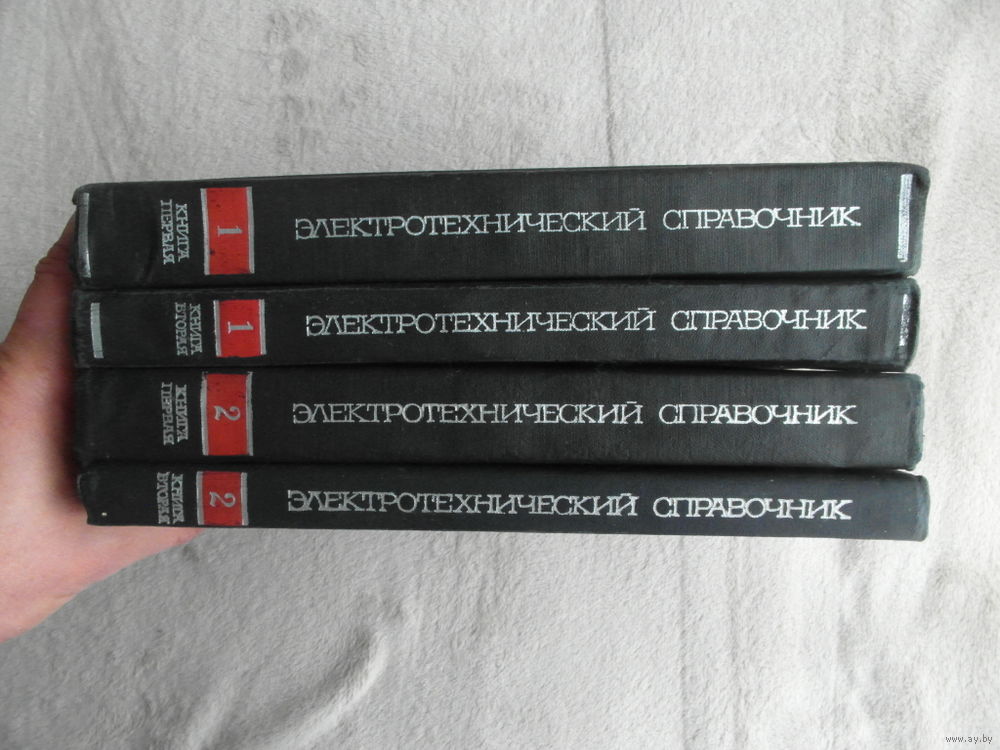 ЭЛЕКТРОТЕХНИЧЕСКИЙ СПРАВОЧНИК
1
КНИГА
ПЕРВАЯ
ЭЛЕКТРОТЕХНИЧЕСКИЙ СПРАВОЧНИК
1
КНИГА
ВТОРАЯ
ЭЛЕКТРОТЕХНИЧЕСКИЙ СПРАВОЧНИК
2
КНИГА
ПЕРВАЯ
ЭЛЕКТРОТЕХНИЧЕСКИЙ СПРАВОЧНИК
2
КНИГА
ВТОРАЯ
www.ay.by